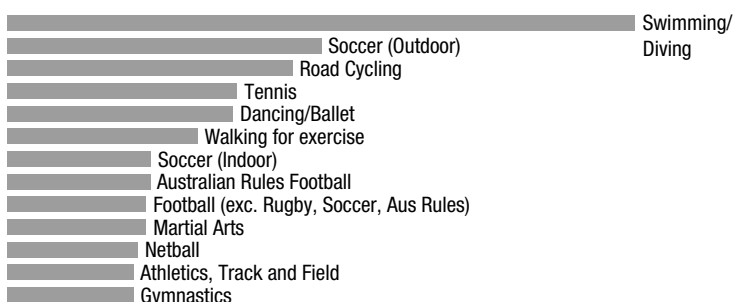 Swimming/
Diving
Soccer (Outdoor)
Road Cycling
Tennis
Dancing/Ballet
Walking for exercise
Soccer (Indoor)
Australian Rules Football
Football (exc. Rugby, Soccer, Aus Rules)
Martial Arts
Netball
Athletics, Track and Field
Gymnastics